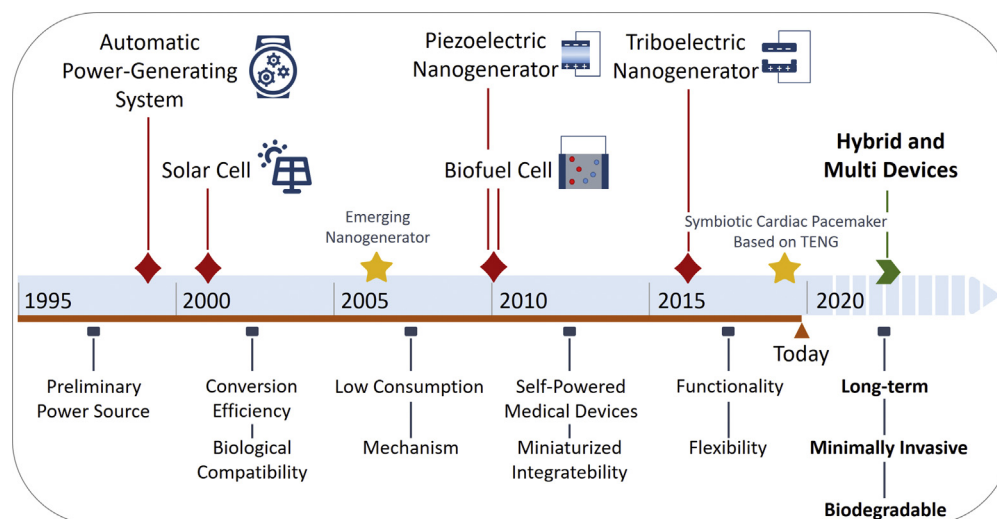 Automatic
Power-Generating
System
Piezoelectric
Nanogenerator
Triboelectric
Nanogenerator
Solar Cell
Biofuel Cell
Hybrid and
Multi Devices
Emerging
Nanogenerator
Symbiotic Cardiac Pacemaker
Based on TENG
1995
2000
2005
2010
2015
2020
Today
Preliminary
Power Source
Conversion
Efficiency
Biological
Compatibility
Low Consumption
Mechanism
Self-Powered
Medical Devices
Miniaturized
Integratebility
Functionality
Flexibility
Long-term
Minimally Invasive
Biodegradable